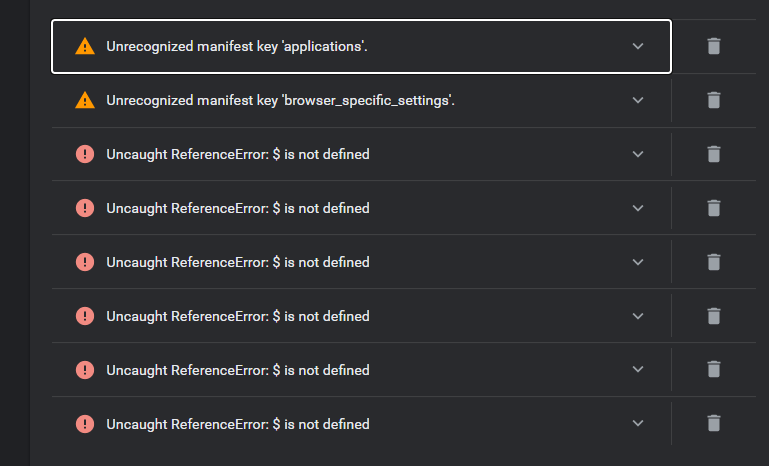 Unrecognized manifest key 'applications'.
Unrecognized manifest key 'browser_specific_settings'.
Uncaught ReferenceError: $ is not defined
Uncaught ReferenceError: $ is not defined
Uncaught ReferenceError: $ is not defined
Uncaught ReferenceError: $ is not defined
Uncaught ReferenceError: $ is not defined
Uncaught ReferenceError: $ is not defined